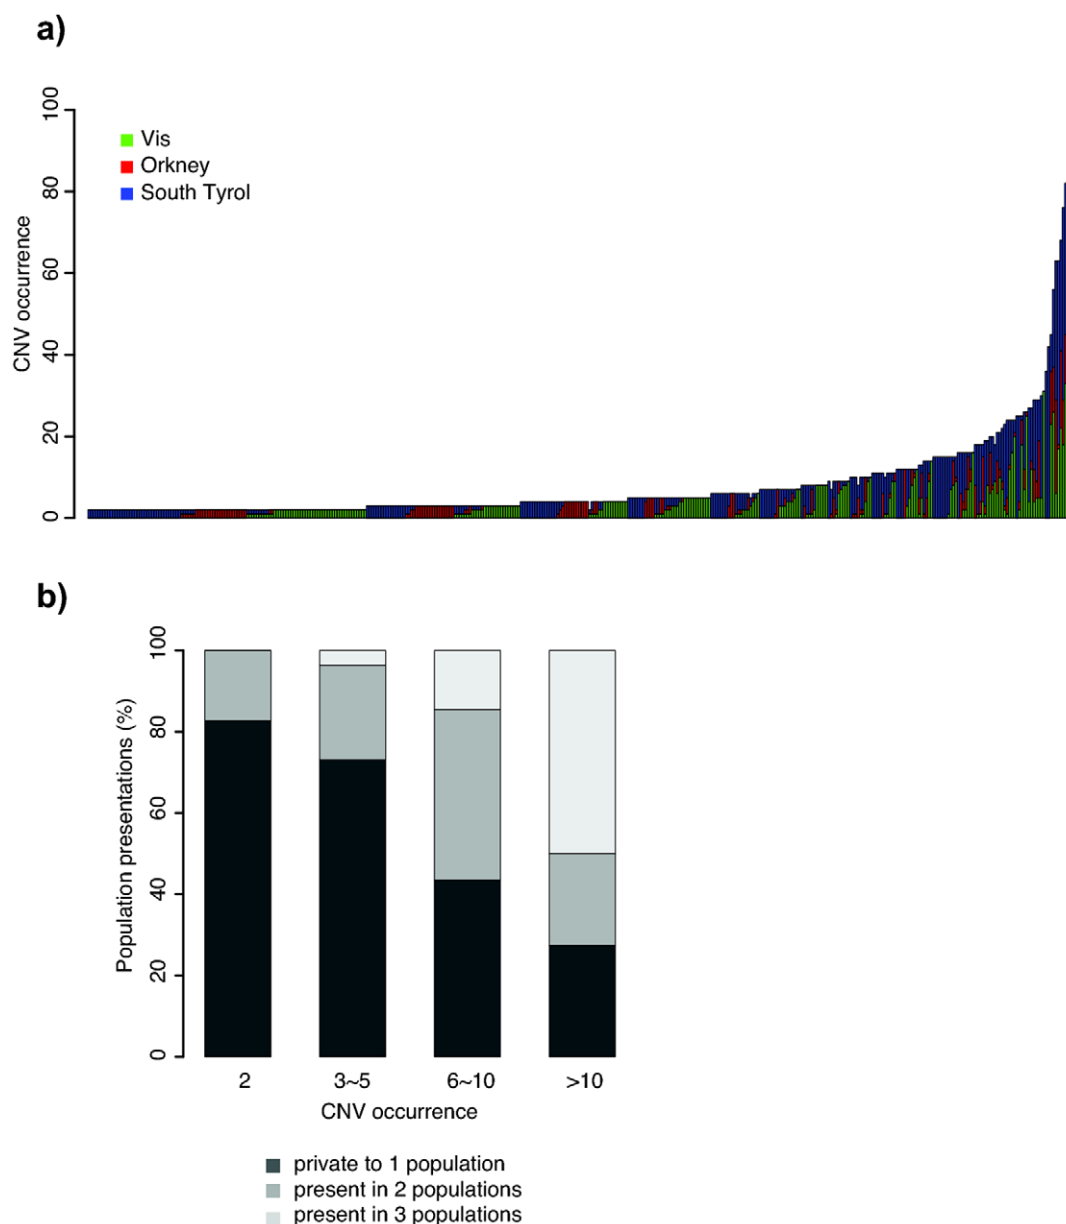 a)
100
80
60
40
20
0
CNV occurrence
Vis
Orkney
South Tyrol
b)
100
80
60
40
20
0
Population presentations (%)
2 3~5 6~10 >10
CNV occurrence
private to 1 population
present in 2 populations
present in 3 populations